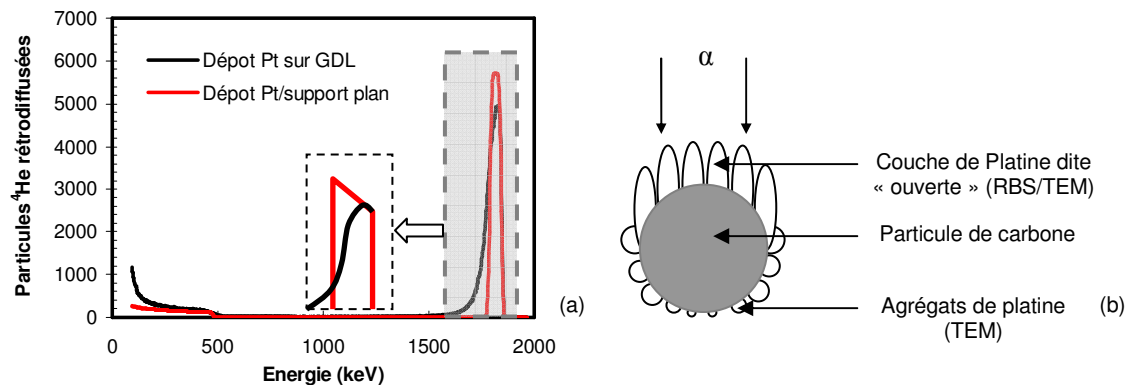 7000
6000
5000
4000
3000
2000
1000
0
Particules ⁴He rétrodiffusées
Dépot Pt sur GDL
Dépot Pt/support plan
0 500 1000 1500 2000
Energie (keV)
(a)
α
Couche de Platine dite
« ouverte » (RBS/TEM)
Particule de carbone
Agrégats de platine
(TEM)
(b)